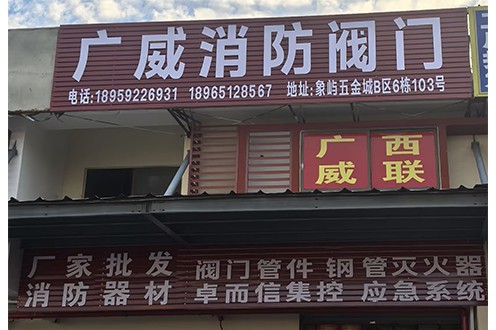 广威消防阀门
电话:18959226931 18965128567 地址:象屿五金城B区6栋103号
广西
威联
厂家批发 阀门管件 钢管灭火器
消防器材 卓而信集控 应急系统